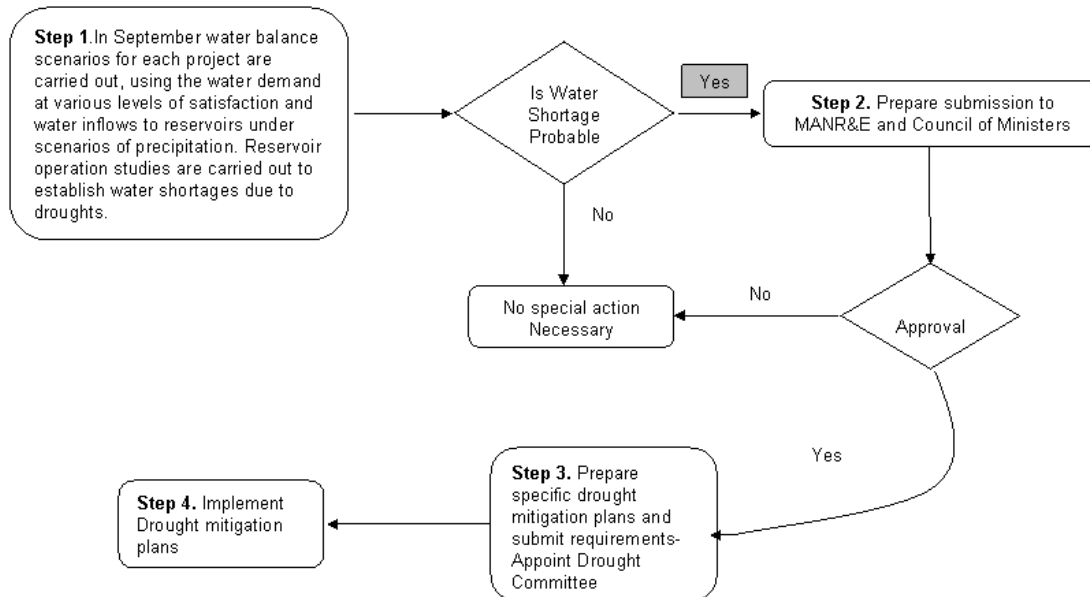 Step 1.In September water balance
scenarios for each project are
carried out, using the water demand
at various levels of satisfaction and
water inflows to reservoirs under
scenarios of precipitation. Reservoir
operation studies are carried out to
establish water shortages due to
droughts.
Is Water
Shortage
Probable
Yes
Step 2. Prepare submission to
MANR&E and Council of Ministers
No
No special action
Necessary
No
Approval
Yes
Step 3. Prepare
specific drought
mitigation plans and
submit requirements-
Appoint Drought
Committee
Step 4. Implement
Drought mitigation
plans